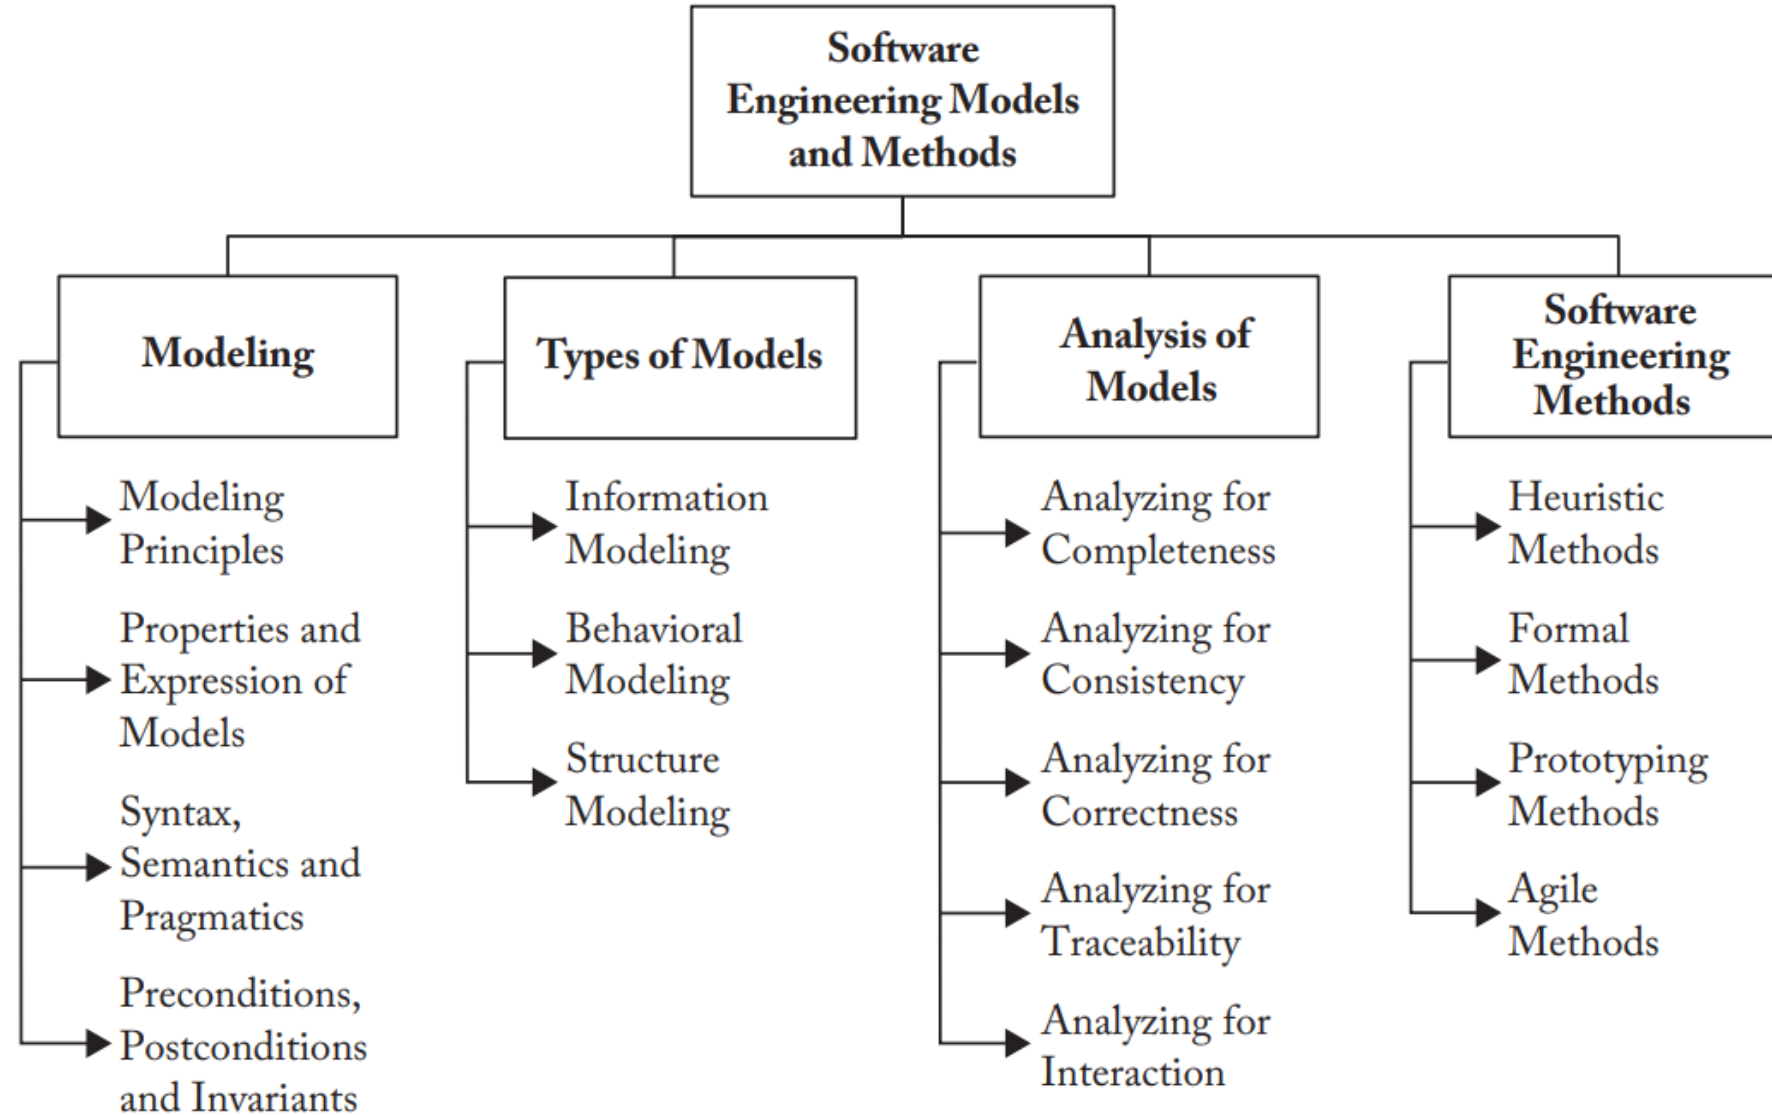 Software
Engineering Models
and Methods
Modeling
Modeling
Principles
Properties and
Expression of
Models
Syntax,
Semantics and
Pragmatics
Preconditions,
Postconditions
and Invariants
Types of Models
Information
Modeling
Behavioral
Modeling
Structure
Modeling
Analysis of
Models
Analyzing for
Completeness
Analyzing for
Consistency
Analyzing for
Correctness
Analyzing for
Traceability
Analyzing for
Interaction
Software
Engineering
Methods
Heuristic
Methods
Formal
Methods
Prototyping
Methods
Agile
Methods